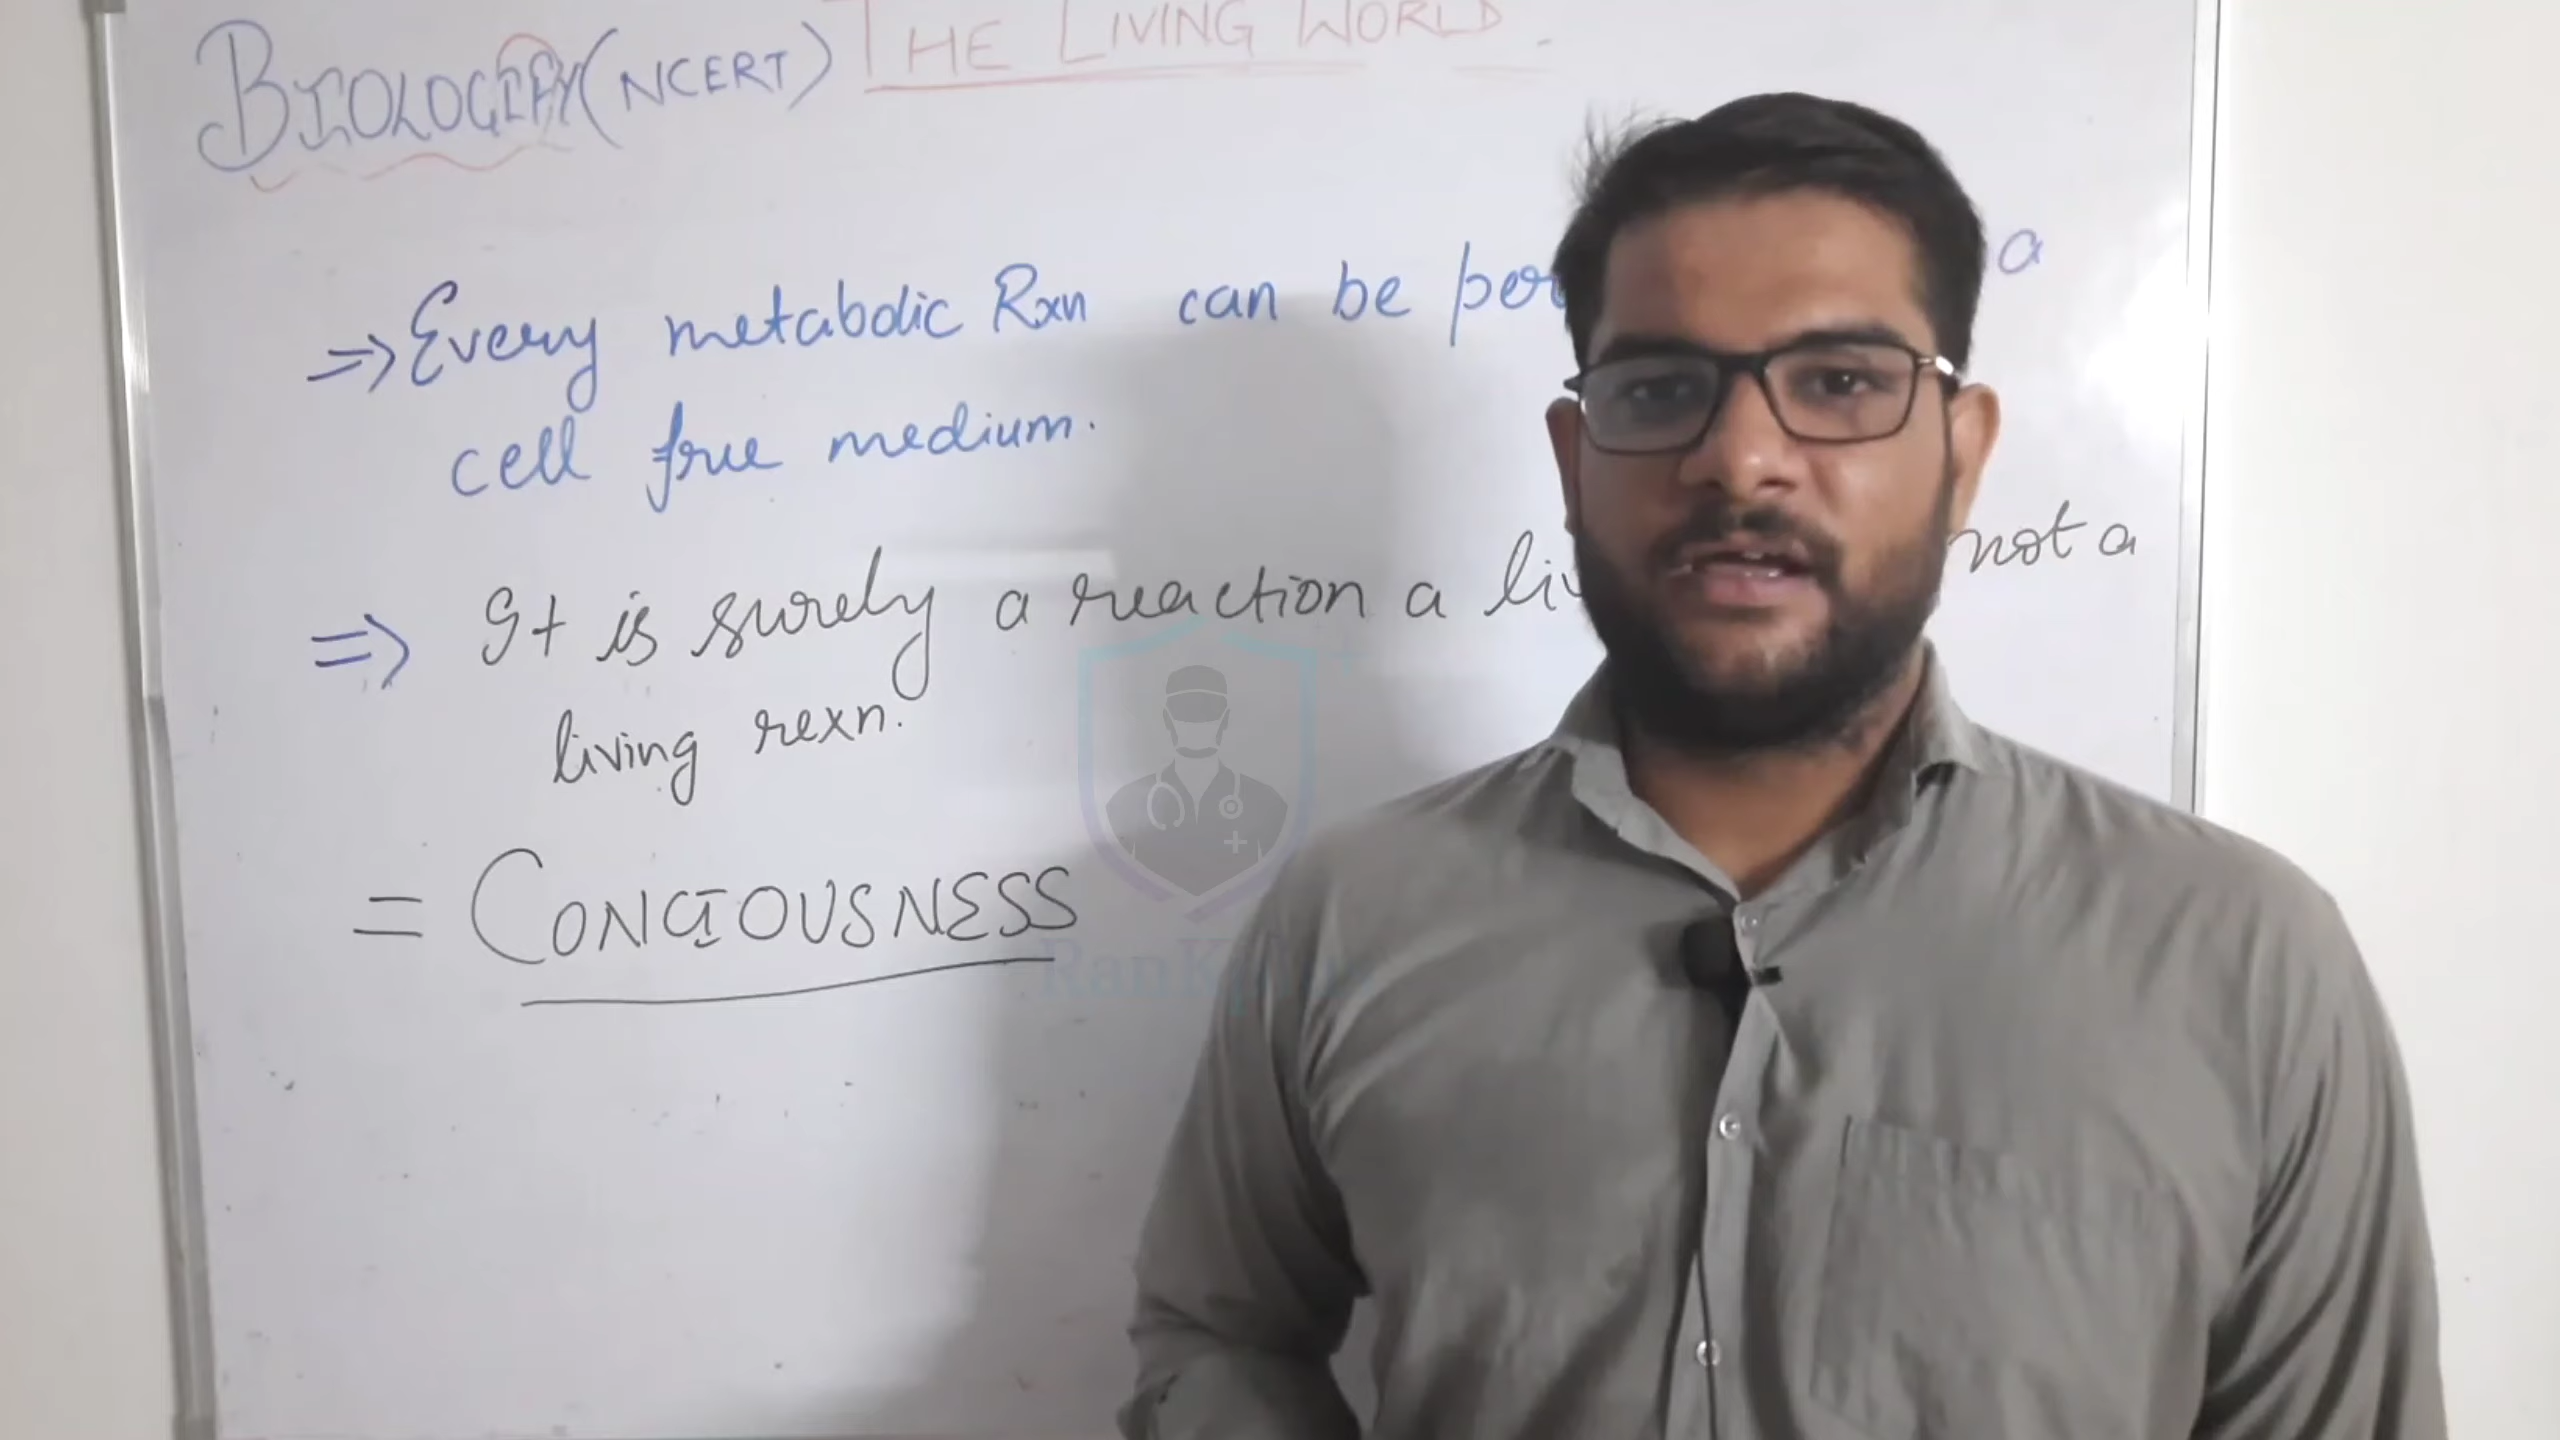 BIOLOGY (NCERT) THE LIVING WORLD.
=> Every metabolic Rxn can be per a
cell free medium.
=> It is surely a reaction a liv not a
living rexn.
= CONCIOUSNESS